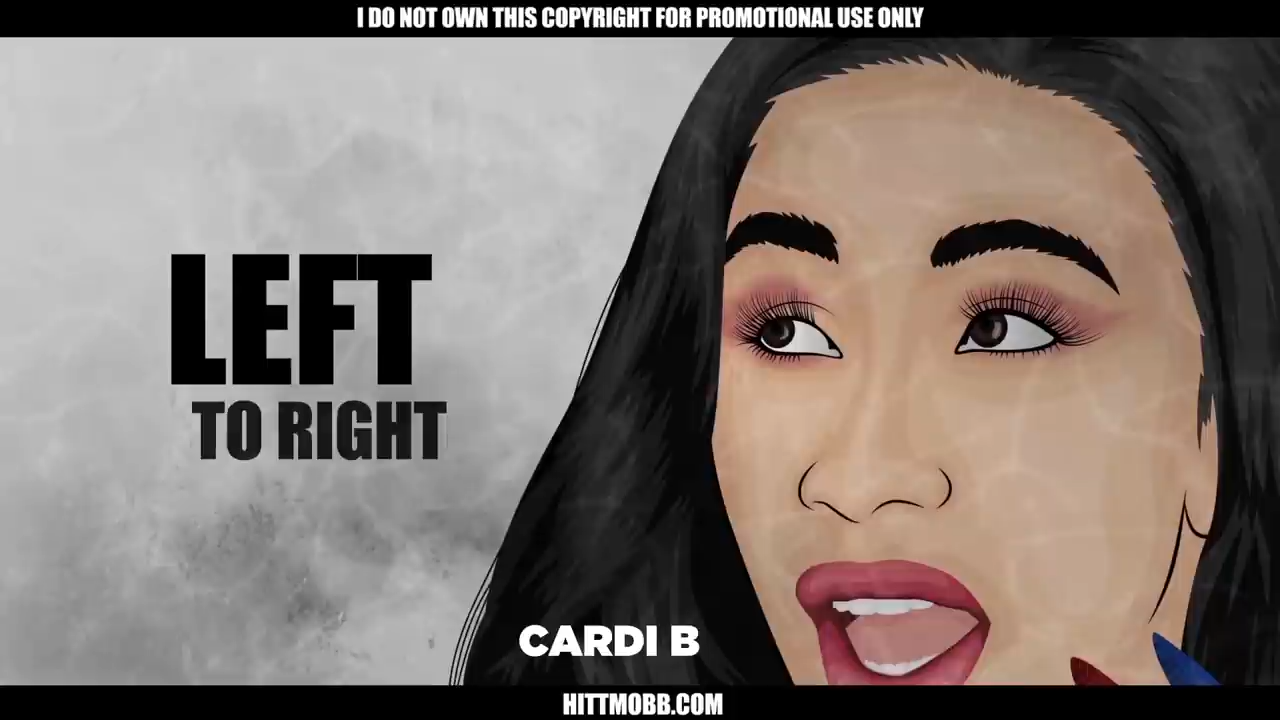 I DO NOT OWN THIS COPYRIGHT FOR PROMOTIONAL USE ONLY
LEFT
TO RIGHT
CARDI B
HITTMOBB.COM